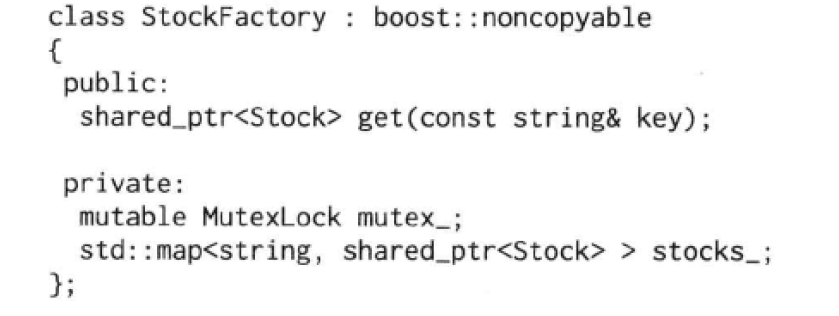 class StockFactory : boost::noncopyable
{
 public:
  shared_ptr<Stock> get(const string& key);

 private:
  mutable MutexLock mutex_;
  std::map<string, shared_ptr<Stock> > stocks_;
};